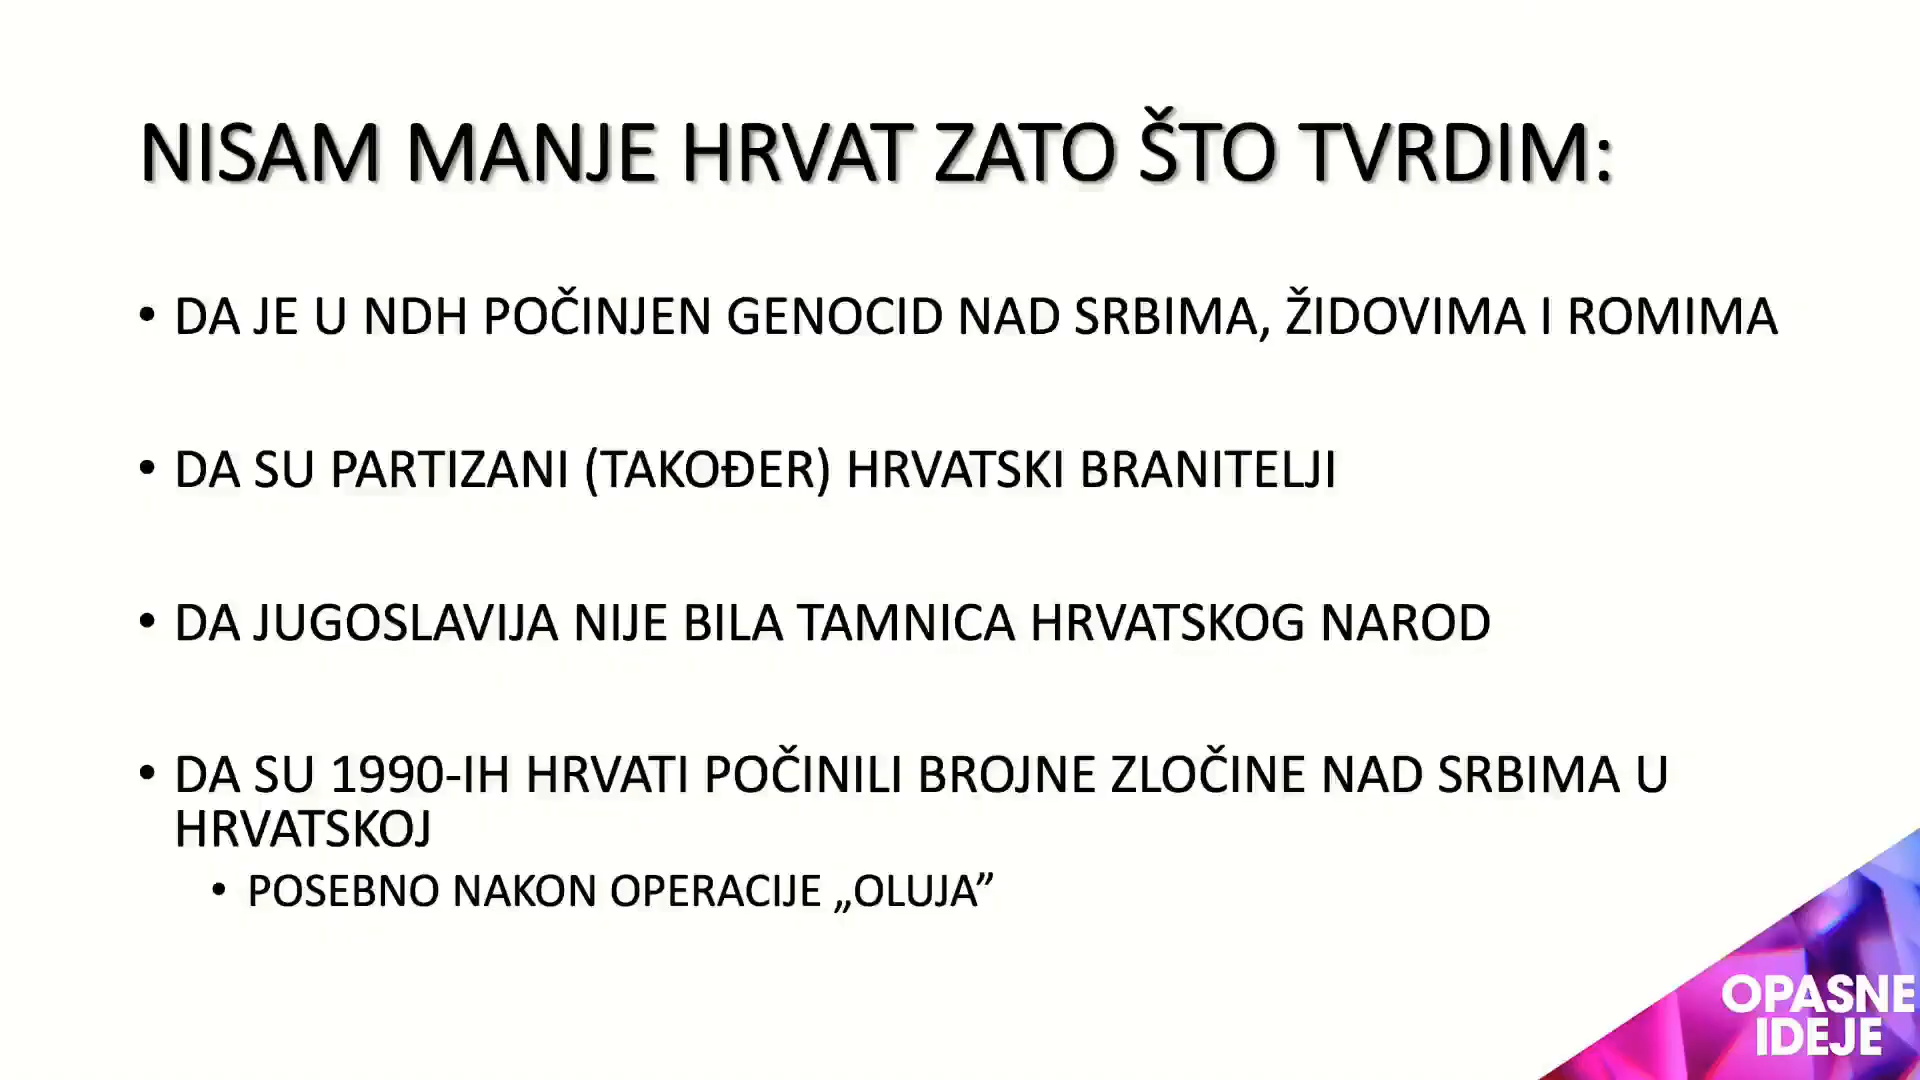 NISAM MANJE HRVAT ZATO ŠTO TVRDIM:
• DA JE U NDH POČINJEN GENOCID NAD SRBIMA, ŽIDOVIMA I ROMIMA
• DA SU PARTIZANI (TAKOĐER) HRVATSKI BRANITELJI
• DA JUGOSLAVIJA NIJE BILA TAMNICA HRVATSKOG NAROD
• DA SU 1990-IH HRVATI POČINILI BROJNE ZLOČINE NAD SRBIMA U
HRVATSKOJ
• POSEBNO NAKON OPERACIJE „OLUJA”
OPASNE
IDEJE